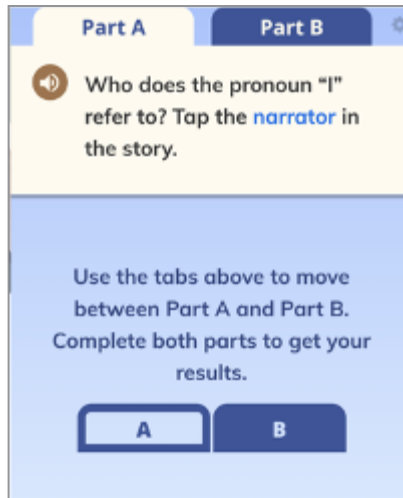 Part A
Part B
Who does the pronoun “I”
refer to? Tap the narrator in
the story.
Use the tabs above to move
between Part A and Part B.
Complete both parts to get your
results.
A
B